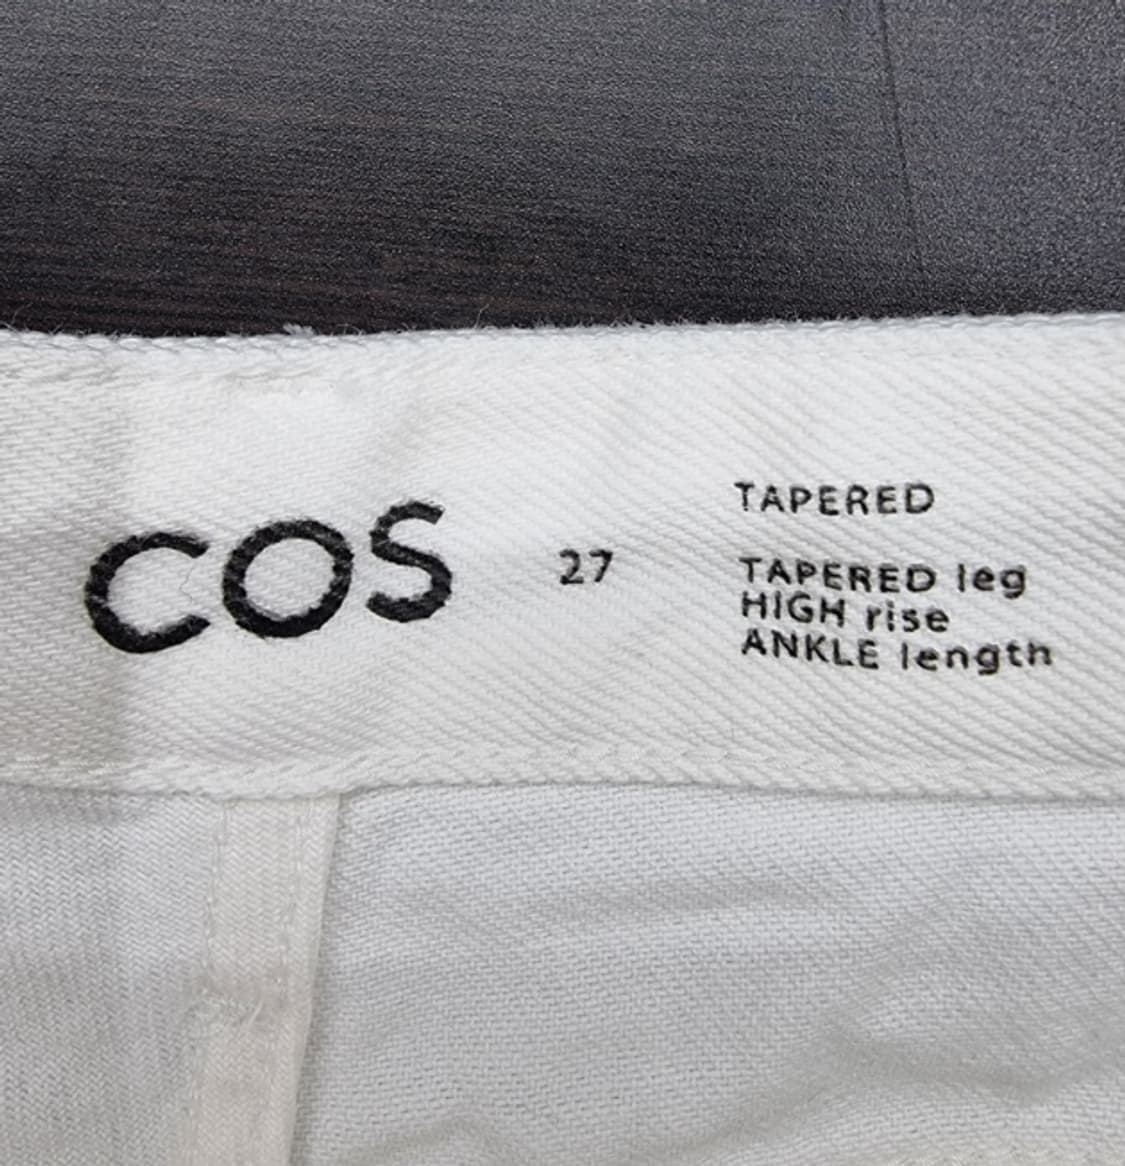 COS
27
TAPERED
TAPERED leg
HIGH rise
ANKLE length